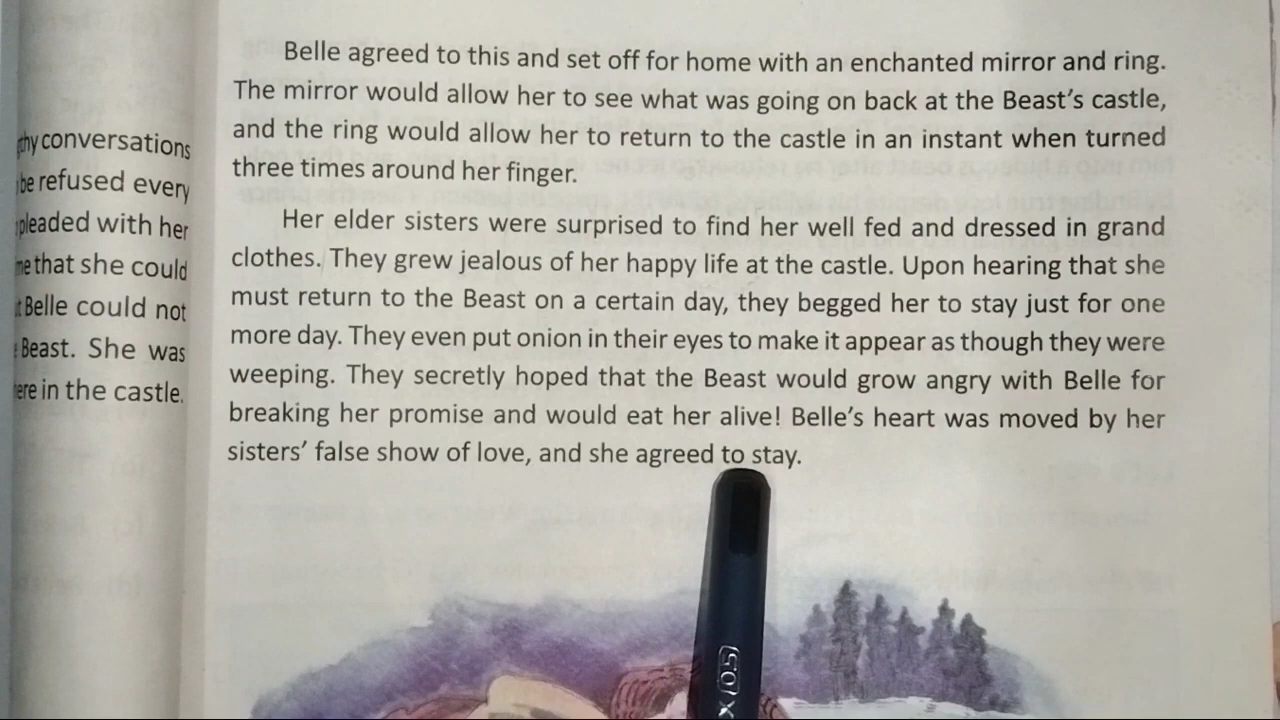 conversations
be refused every
pleaded with her
that she could
Belle could not
Beast. She was
in the castle.
Belle agreed to this and set off for home with an enchanted mirror and ring.
The mirror would allow her to see what was going on back at the Beast's castle,
and the ring would allow her to return to the castle in an instant when turned
three times around her finger.
Her elder sisters were surprised to find her well fed and dressed in grand
clothes. They grew jealous of her happy life at the castle. Upon hearing that she
must return to the Beast on a certain day, they begged her to stay just for one
more day. They even put onion in their eyes to make it appear as though they were
weeping. They secretly hoped that the Beast would grow angry with Belle for
breaking her promise and would eat her alive! Belle's heart was moved by her
sisters' false show of love, and she agreed to stay.
X 0.5